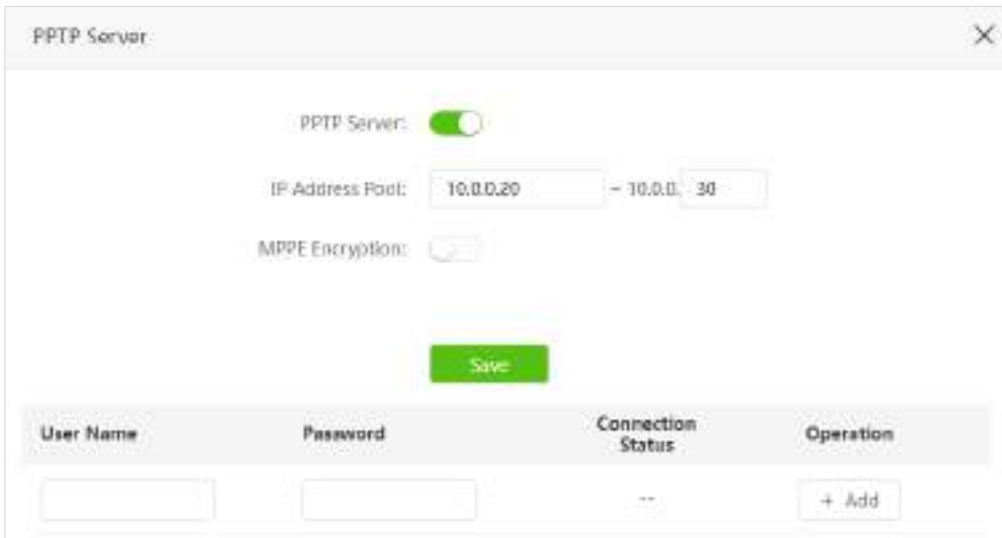 PPTP Server
PPTP Server:
IP Address Pool: 10.0.0.20 ~ 10.0.0. 30
MPPE Encryption:
Save
User Name Password Connection Status Operation
-- + Add